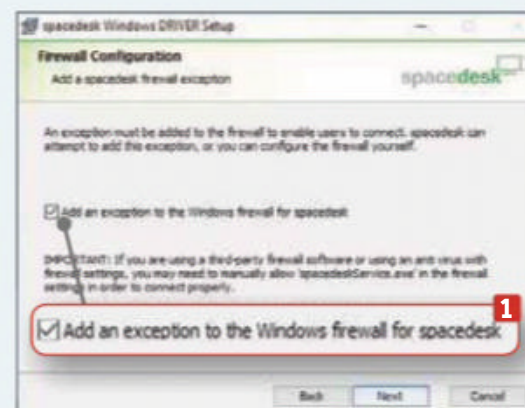 spacedesk Windows DRIVER Setup
Firewall Configuration
Add a spacedesk firewall exception
spacedesk
An exception must be added to the firewall to enable users to connect. spacedesk can
attempt to add this exception, or you can configure the firewall yourself.
Add an exception to the Windows firewall for spacedesk
IMPORTANT: If you are using a third-party firewall software or using an anti virus with
firewall settings, you may need to manually allow 'spacedeskService.exe' in the firewall
settings in order to connect properly.
1
Add an exception to the Windows firewall for spacedesk
Back Next Cancel